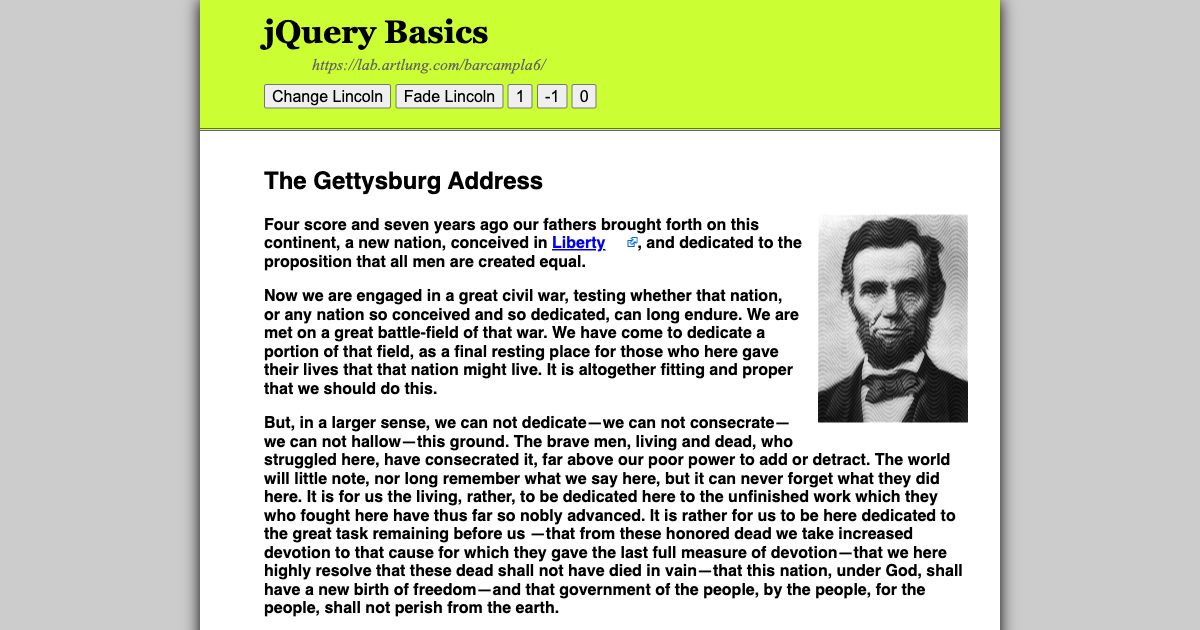 jQuery Basics
https://lab.artlung.com/barcampla6/
Change Lincoln Fade Lincoln 1 -1 0
The Gettysburg Address
Four score and seven years ago our fathers brought forth on this
continent, a new nation, conceived in Liberty , and dedicated to the
proposition that all men are created equal.
Now we are engaged in a great civil war, testing whether that nation,
or any nation so conceived and so dedicated, can long endure. We are
met on a great battle-field of that war. We have come to dedicate a
portion of that field, as a final resting place for those who here gave
their lives that that nation might live. It is altogether fitting and proper
that we should do this.
But, in a larger sense, we can not dedicate—we can not consecrate—
we can not hallow—this ground. The brave men, living and dead, who
struggled here, have consecrated it, far above our poor power to add or detract. The world
will little note, nor long remember what we say here, but it can never forget what they did
here. It is for us the living, rather, to be dedicated here to the unfinished work which they
who fought here have thus far so nobly advanced. It is rather for us to be here dedicated to
the great task remaining before us —that from these honored dead we take increased
devotion to that cause for which they gave the last full measure of devotion—that we here
highly resolve that these dead shall not have died in vain—that this nation, under God, shall
have a new birth of freedom—and that government of the people, by the people, for the
people, shall not perish from the earth.